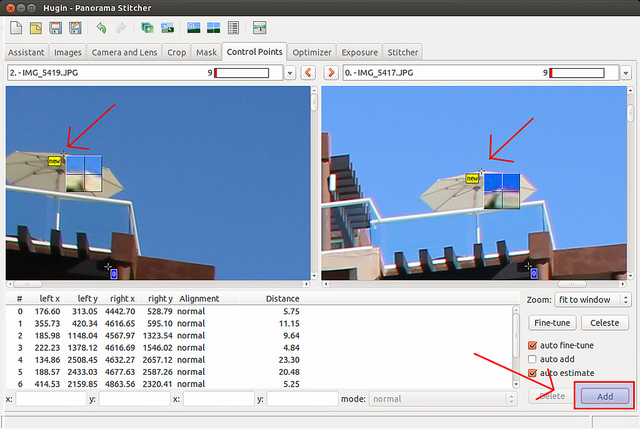 Hugin - Panorama Stitcher
Assistant Images Camera and Lens Crop Mask Control Points Optimizer Exposure Stitcher
2. - IMG_5419.JPG 9 0. - IMG_5417.JPG 9
new new
0 0
# left x left y right x right y Alignment Distance
0 176.60 313.05 4442.70 528.79 normal 5.75
1 355.73 420.34 4616.65 595.10 normal 11.15
2 185.98 1148.04 4567.97 1323.54 normal 9.64
3 222.23 1378.12 4616.69 1546.02 normal 4.84
4 134.86 2508.45 4632.27 2657.12 normal 23.30
5 188.57 2433.03 4677.63 2587.26 normal 20.48
6 414.53 2159.85 4863.56 2320.41 normal 5.25
Zoom: fit to window
Fine-tune Celeste
auto fine-tune
auto add
auto estimate
x: y: x: y: mode: normal Delete Add